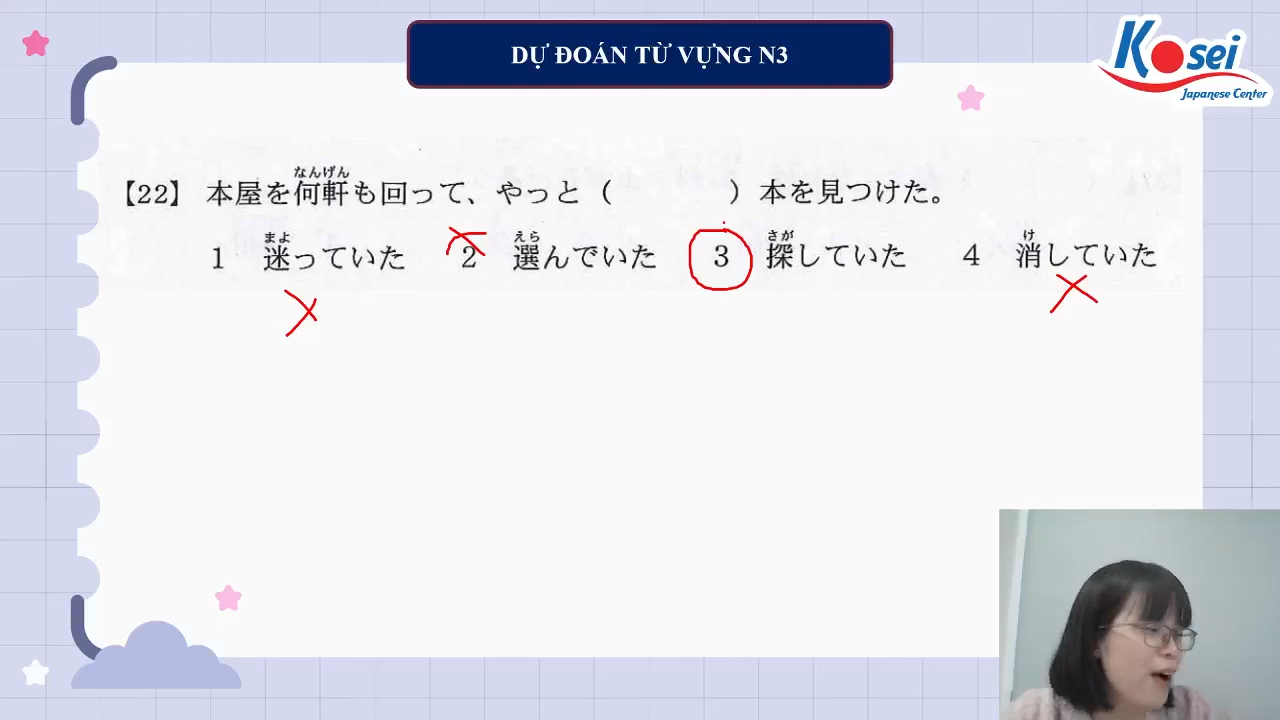 DỰ ĐOÁN TỪ VỰNG N3
Kosei
Japanese Center
なんげん
【22】 本屋を何軒も回って、やっと（ ）本を見つけた。
まよ えら さが け
1 迷っていた 2 選んでいた 3 探していた 4 消していた